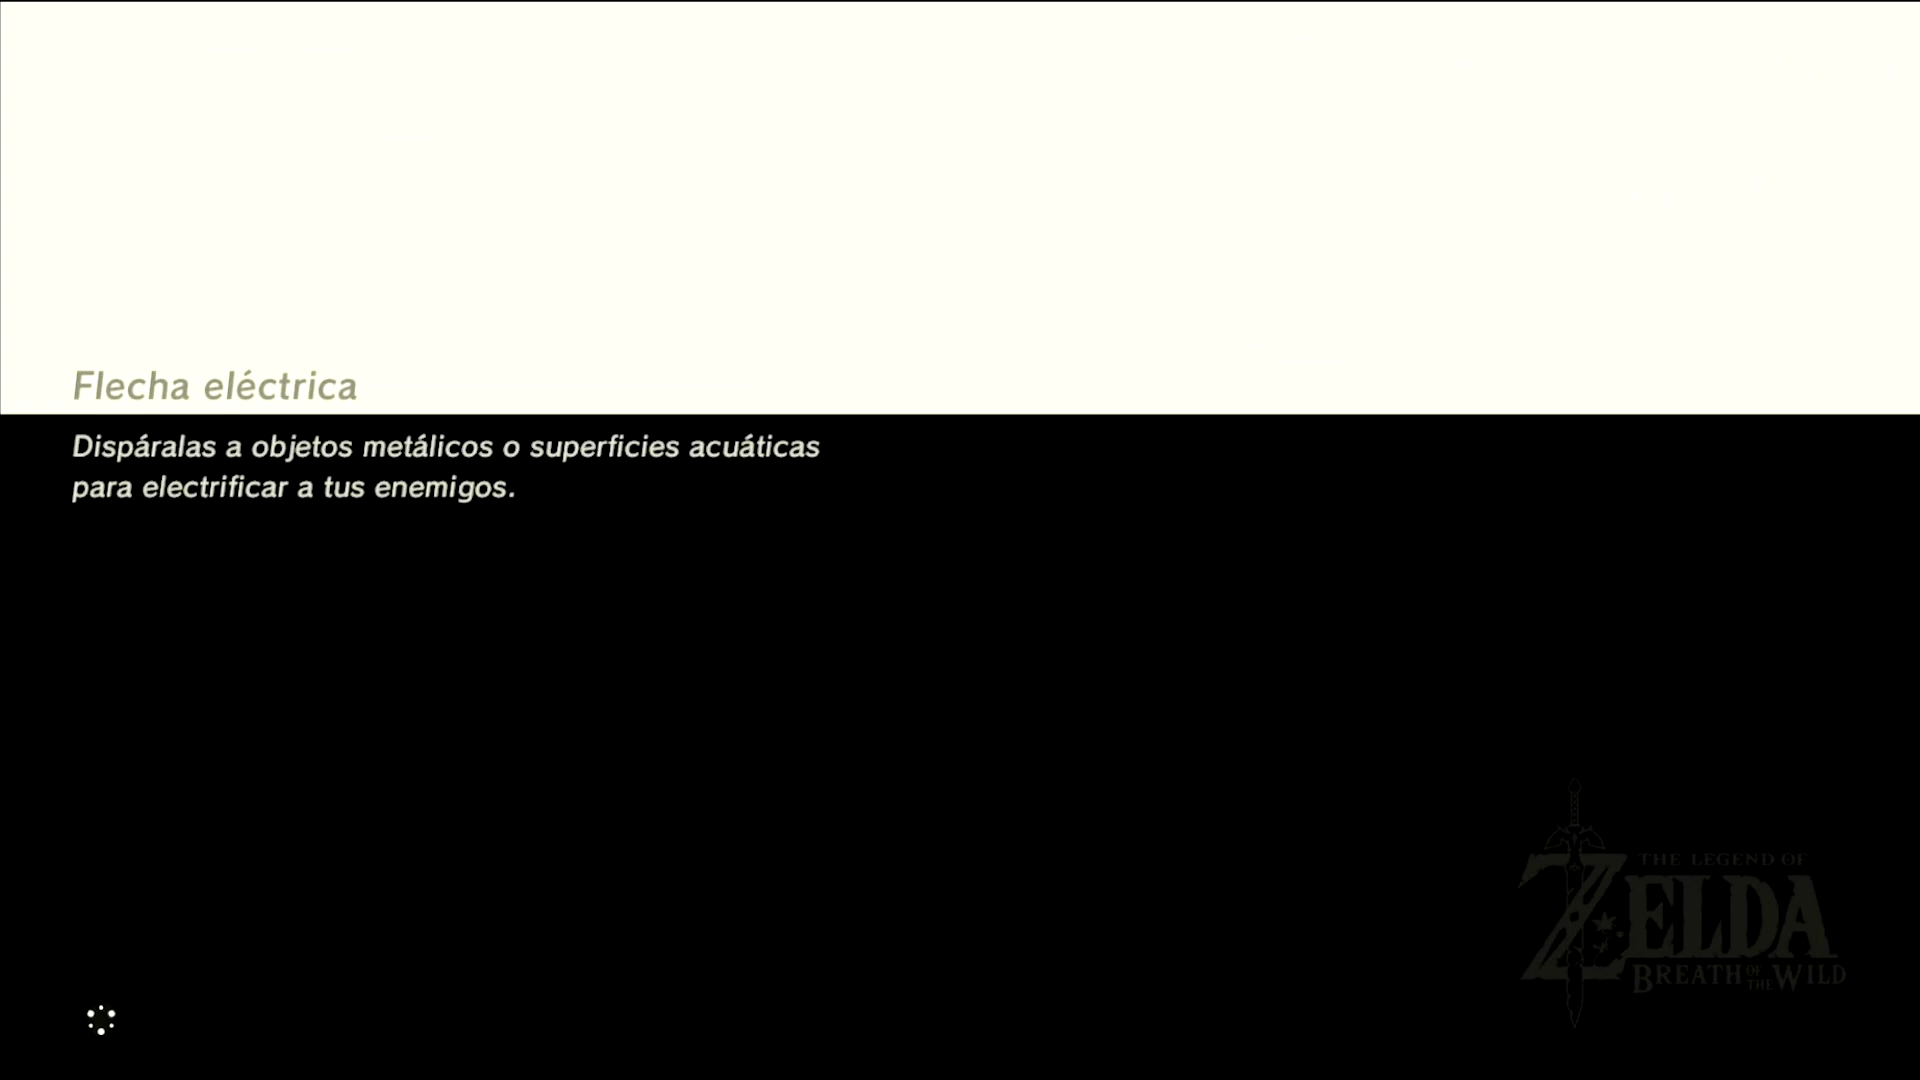 Flecha eléctrica
Dispáralas a objetos metálicos o superficies acuáticas
para electrificar a tus enemigos.
THE LEGEND OF
ZELDA
BREATH OF THE WILD